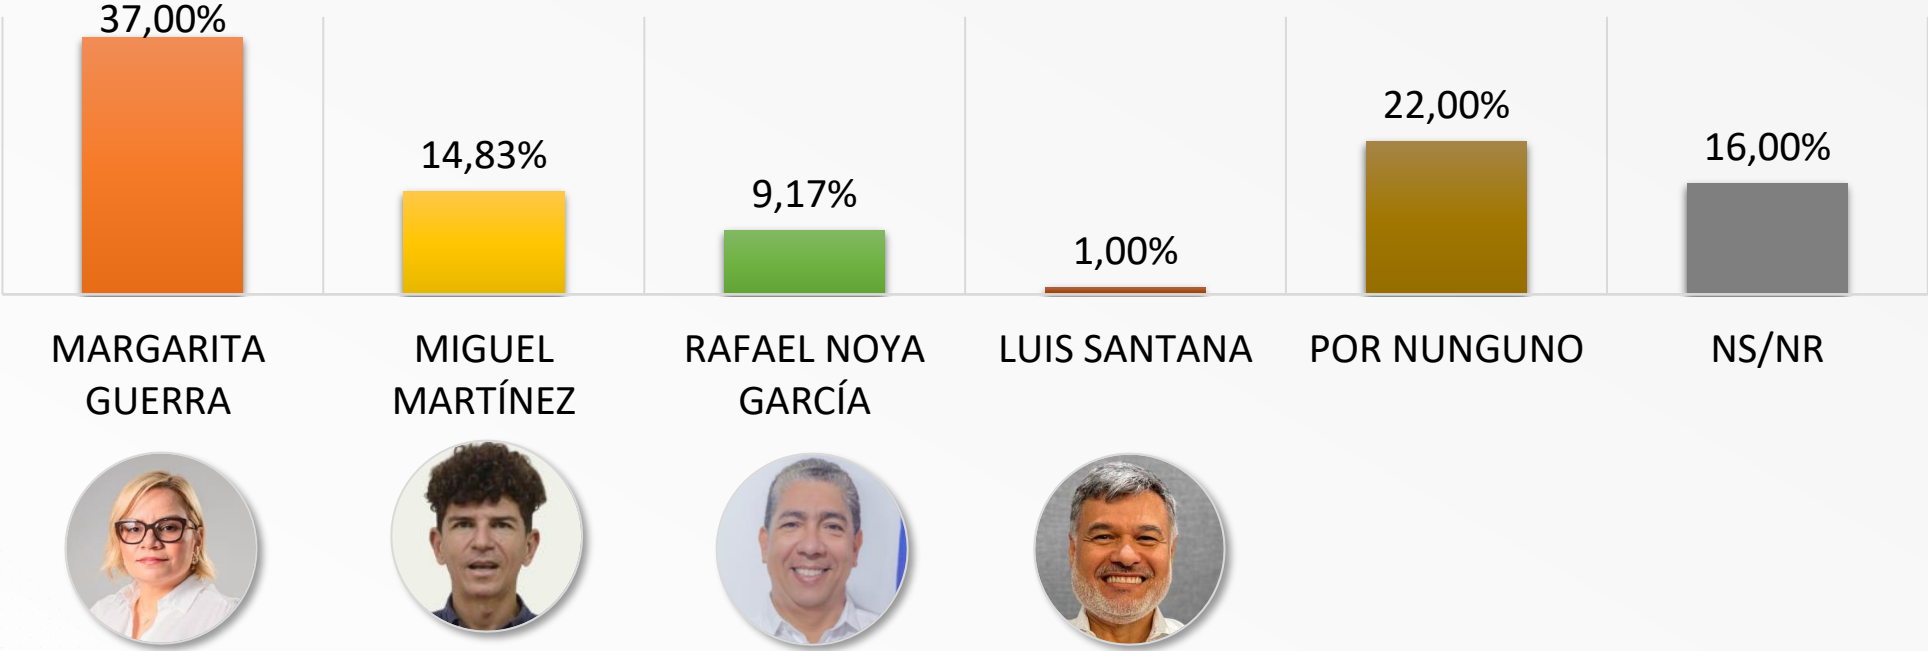 37,00%
14,83%
9,17%
1,00%
22,00%
16,00%
MARGARITA
GUERRA
MIGUEL
MARTÍNEZ
RAFAEL NOYA
GARCÍA
LUIS SANTANA
POR NUNGUNO
NS/NR